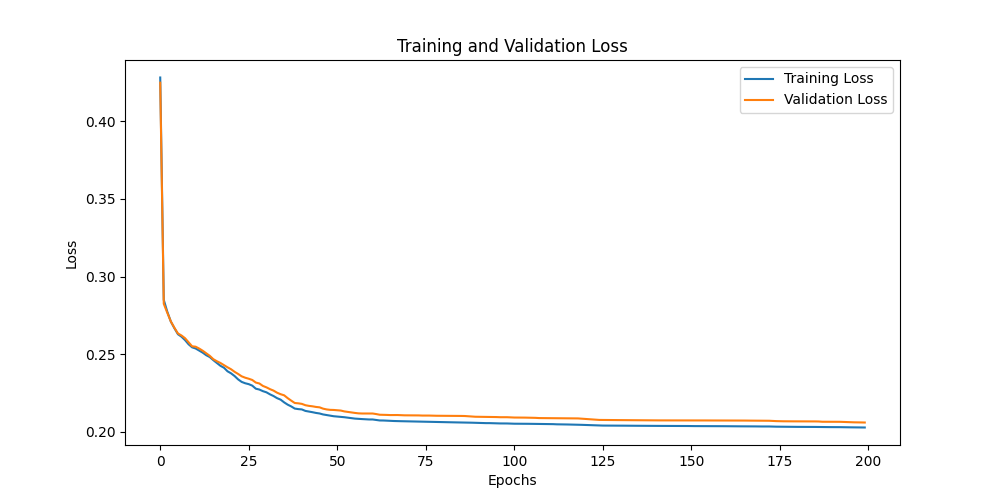 Training and Validation Loss
Training Loss
Validation Loss
0.40
0.35
0.30
0.25
0.20
Loss
0 25 50 75 100 125 150 175 200
Epochs